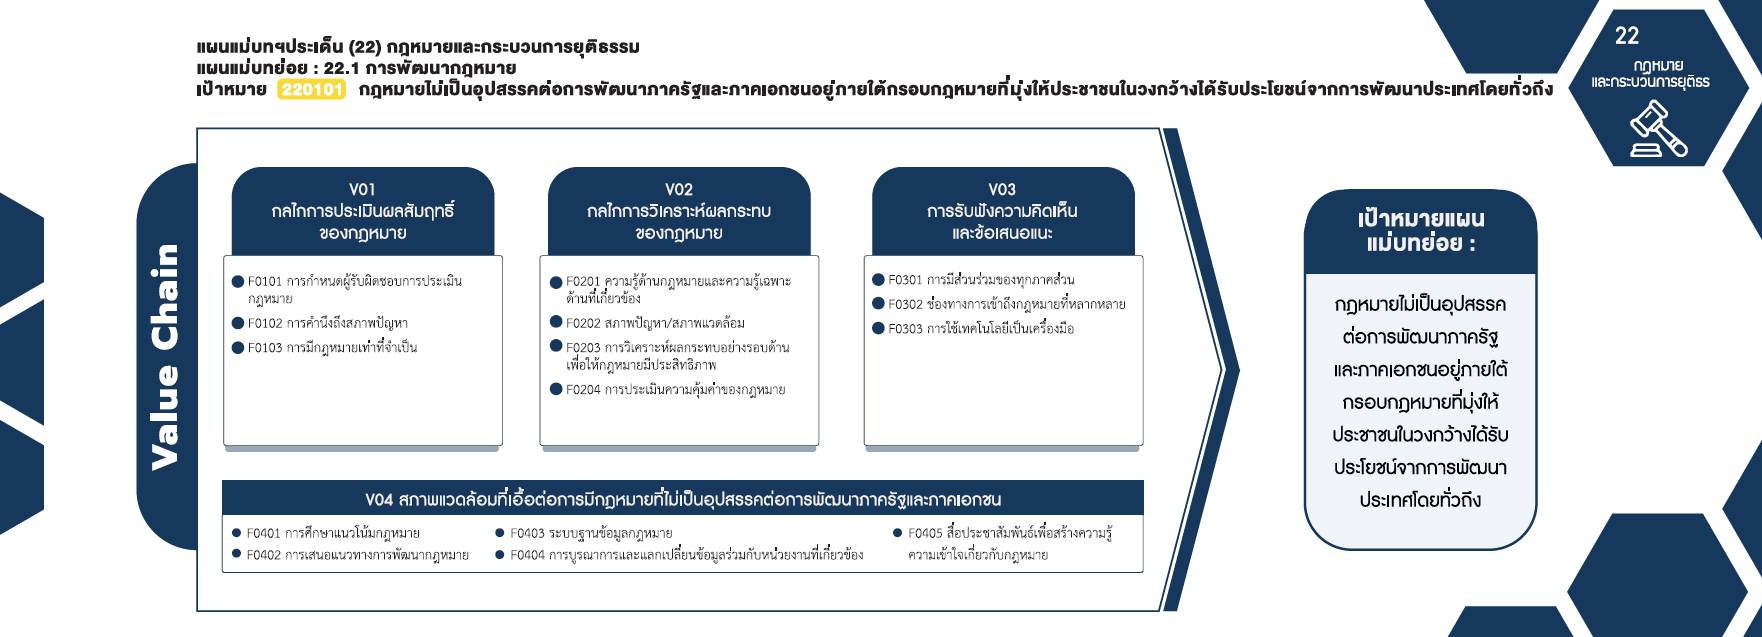 แผนแม่บทฯประเด็น (22) กฎหมายและกระบวนการยุติธรรม
แผนแม่บทย่อย : 22.1 การพัฒนากฎหมาย
เป้าหมาย 220101 กฎหมายไม่เป็นอุปสรรคต่อการพัฒนาภาครัฐและภาคเอกชนอยู่ภายใต้กรอบกฎหมายที่มุ่งให้ประชาชนในวงกว้างได้รับประโยชน์จากการพัฒนาประเทศโดยทั่วถึง
22
กฎหมาย
และกระบวนการยุติธร
Value Chain
V01
กลไกการประเมินผลสัมฤทธิ์
ของกฎหมาย
F0101 การกำหนดผู้รับผิดชอบการประเมิน
กฎหมาย
F0102 การคำนึงถึงสภาพปัญหา
F0103 การมีกฎหมายเท่าที่จำเป็น
V02
กลไกการวิเคราะห์ผลกระทบ
ของกฎหมาย
F0201 ความรู้ด้านกฎหมายและความรู้เฉพาะ
ด้านที่เกี่ยวข้อง
F0202 สภาพปัญหา/สภาพแวดล้อม
F0203 การวิเคราะห์ผลกระทบอย่างรอบด้าน
เพื่อให้กฎหมายมีประสิทธิภาพ
F0204 การประเมินความคุ้มค่าของกฎหมาย
V03
การรับฟังความคิดเห็น
และข้อเสนอแนะ
F0301 การมีส่วนร่วมของทุกภาคส่วน
F0302 ช่องทางการเข้าถึงกฎหมายที่หลากหลาย
F0303 การใช้เทคโนโลยีเป็นเครื่องมือ
V04 สภาพแวดล้อมที่เอื้อต่อการมีกฎหมายที่ไม่เป็นอุปสรรคต่อการพัฒนาภาครัฐและภาคเอกชน
F0401 การศึกษาแนวโน้มกฎหมาย
F0402 การเสนอแนวทางการพัฒนากฎหมาย
F0403 ระบบฐานข้อมูลกฎหมาย
F0404 การบูรณาการและแลกเปลี่ยนข้อมูลร่วมกับหน่วยงานที่เกี่ยวข้อง
F0405 สื่อประชาสัมพันธ์เพื่อสร้างความรู้
ความเข้าใจเกี่ยวกับกฎหมาย
เป้าหมายแผน
แม่บทย่อย :
กฎหมายไม่เป็นอุปสรรค
ต่อการพัฒนาภาครัฐ
และภาคเอกชนอยู่ภายใต้
กรอบกฎหมายที่มุ่งให้
ประชาชนในวงกว้างได้รับ
ประโยชน์จากการพัฒนา
ประเทศโดยทั่วถึง